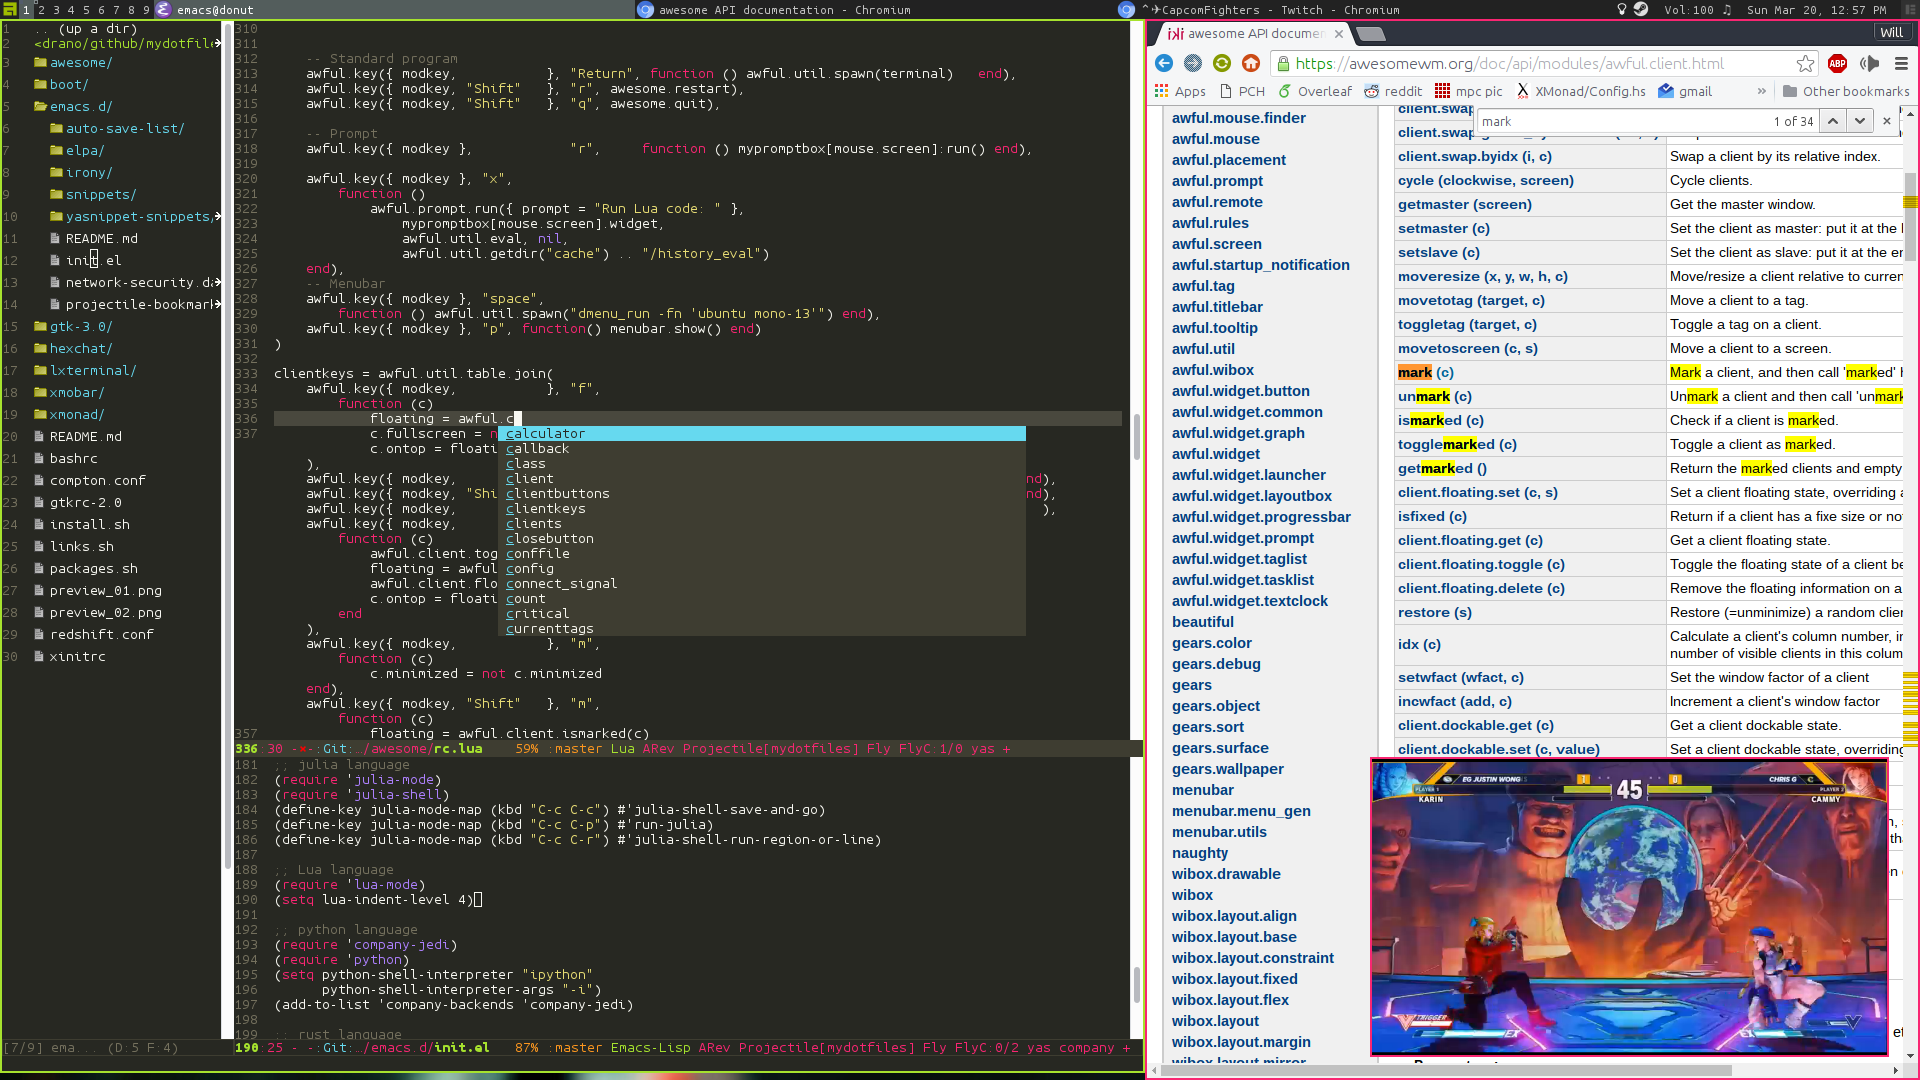 1 2 3 4 5 6 7 8 9 emacs@donut
awesome API documentation - Chromium
^✈CapcomFighters - Twitch - Chromium
Vol:100 ♫ Sun Mar 20, 12:57 PM
1 .. (up a dir)
2 <drano/github/mydotfile
3 awesome/
4 boot/
5 emacs.d/
6 auto-save-list/
7 elpa/
8 irony/
9 snippets/
10 yasnippet-snippets/
11 README.md
12 init.el
13 network-security.da
14 projectile-bookmark
15 gtk-3.0/
16 hexchat/
17 lxterminal/
18 xmobar/
19 xmonad/
20 README.md
21 bashrc
22 compton.conf
23 gtkrc-2.0
24 install.sh
25 links.sh
26 packages.sh
27 preview_01.png
28 preview_02.png
29 redshift.conf
30 xinitrc
[7/9] ema... (D:5 F:4)
310
311
312 -- Standard program
313 awful.key({ modkey, }, "Return", function () awful.util.spawn(terminal) end),
314 awful.key({ modkey, "Shift" }, "r", awesome.restart),
315 awful.key({ modkey, "Shift" }, "q", awesome.quit),
316
317 -- Prompt
318 awful.key({ modkey }, "r", function () mypromptbox[mouse.screen]:run() end),
319
320 awful.key({ modkey }, "x",
321 function ()
322 awful.prompt.run({ prompt = "Run Lua code: " },
323 mypromptbox[mouse.screen].widget,
324 awful.util.eval, nil,
325 awful.util.getdir("cache") .. "/history_eval")
326 end),
327 -- Menubar
328 awful.key({ modkey }, "space",
329 function () awful.util.spawn("dmenu_run -fn 'ubuntu mono-13'") end),
330 awful.key({ modkey }, "p", function() menubar.show() end)
331 )
332
333 clientkeys = awful.util.table.join(
334 awful.key({ modkey, }, "f",
335 function (c)
336 floating = awful.c
337 c.fullscreen = n
c.ontop = floati
),
awful.key({ modkey, nd),
awful.key({ modkey, "Shi nd),
awful.key({ modkey, ),
awful.key({ modkey,
function (c)
awful.client.tog
floating = awful
awful.client.flo
c.ontop = floati
end
),
awful.key({ modkey, }, "m",
function (c)
c.minimized = not c.minimized
end),
awful.key({ modkey, "Shift" }, "m",
function (c)
357 floating = awful.client.ismarked(c)
calculator
callback
class
client
clientbuttons
clientkeys
clients
closebutton
conffile
config
connect_signal
count
critical
currenttags
336:30 -×-:Git:./awesome/rc.lua 59% :master Lua ARev Projectile[mydotfiles] Fly FlyC:1/0 yas +
181 ;; julia language
182 (require 'julia-mode)
183 (require 'julia-shell)
184 (define-key julia-mode-map (kbd "C-c C-c") #'julia-shell-save-and-go)
185 (define-key julia-mode-map (kbd "C-c C-p") #'run-julia)
186 (define-key julia-mode-map (kbd "C-c C-r") #'julia-shell-run-region-or-line)
187
188 ;; Lua language
189 (require 'lua-mode)
190 (setq lua-indent-level 4)
191
192 ;; python language
193 (require 'company-jedi)
194 (require 'python)
195 (setq python-shell-interpreter "ipython"
196 python-shell-interpreter-args "-i")
197 (add-to-list 'company-backends 'company-jedi)
198
199 ;; rust language
190:25 - -:Git:./emacs.d/init.el 87% :master Emacs-Lisp ARev Projectile[mydotfiles] Fly FlyC:0/2 yas company +
awesome API documen
Will
https://awesomewm.org/doc/api/modules/awful.client.html
ABP
Apps PCH Overleaf reddit mpc pic XMonad/Config.hs gmail » Other bookmarks
mark 1 of 34
awful.mouse.finder
awful.mouse
awful.placement
awful.prompt
awful.remote
awful.rules
awful.screen
awful.startup_notification
awful.tag
awful.titlebar
awful.tooltip
awful.util
awful.wibox
awful.widget.button
awful.widget.common
awful.widget.graph
awful.widget
awful.widget.launcher
awful.widget.layoutbox
awful.widget.progressbar
awful.widget.prompt
awful.widget.taglist
awful.widget.tasklist
awful.widget.textclock
beautiful
gears.color
gears.debug
gears
gears.object
gears.sort
gears.surface
gears.wallpaper
menubar
menubar.menu_gen
menubar.utils
naughty
wibox.drawable
wibox
wibox.layout.align
wibox.layout.base
wibox.layout.constraint
wibox.layout.fixed
wibox.layout.flex
wibox.layout
wibox.layout.margin
wibox.layout.mirror
client.swap
client.swap
client.swap.byidx (i, c) Swap a client by its relative index.
cycle (clockwise, screen) Cycle clients.
getmaster (screen) Get the master window.
setmaster (c) Set the client as master: put it at the
setslave (c) Set the client as slave: put it at the
moveresize (x, y, w, h, c) Move/resize a client relative to curren
movetotag (target, c) Move a client to a tag.
toggletag (target, c) Toggle a tag on a client.
movetoscreen (c, s) Move a client to a screen.
mark (c) Mark a client, and then call 'marked'
unmark (c) Unmark a client and then call 'unmark
ismarked (c) Check if a client is marked.
togglemarked (c) Toggle a client as marked.
getmarked () Return the marked clients and empty
client.floating.set (c, s) Set a client floating state, overriding
isfixed (c) Return if a client has a fixe size or no
client.floating.get (c) Get a client floating state.
client.floating.toggle (c) Toggle the floating state of a client be
client.floating.delete (c) Remove the floating information on a
restore (s) Restore (=unminimize) a random clie
idx (c) Calculate a client's column number, i
number of visible clients in this colum
setwfact (wfact, c) Set the window factor of a client
incwfact (add, c) Increment a client's window factor
client.dockable.get (c) Get a client dockable state.
client.dockable.set (c, value) Set a client dockable state, overriding
EG JUSTIN WONG 1 45 0 CHRIS G
PLAYER 1
KARIN CAMMY
TRIGGER EX EX